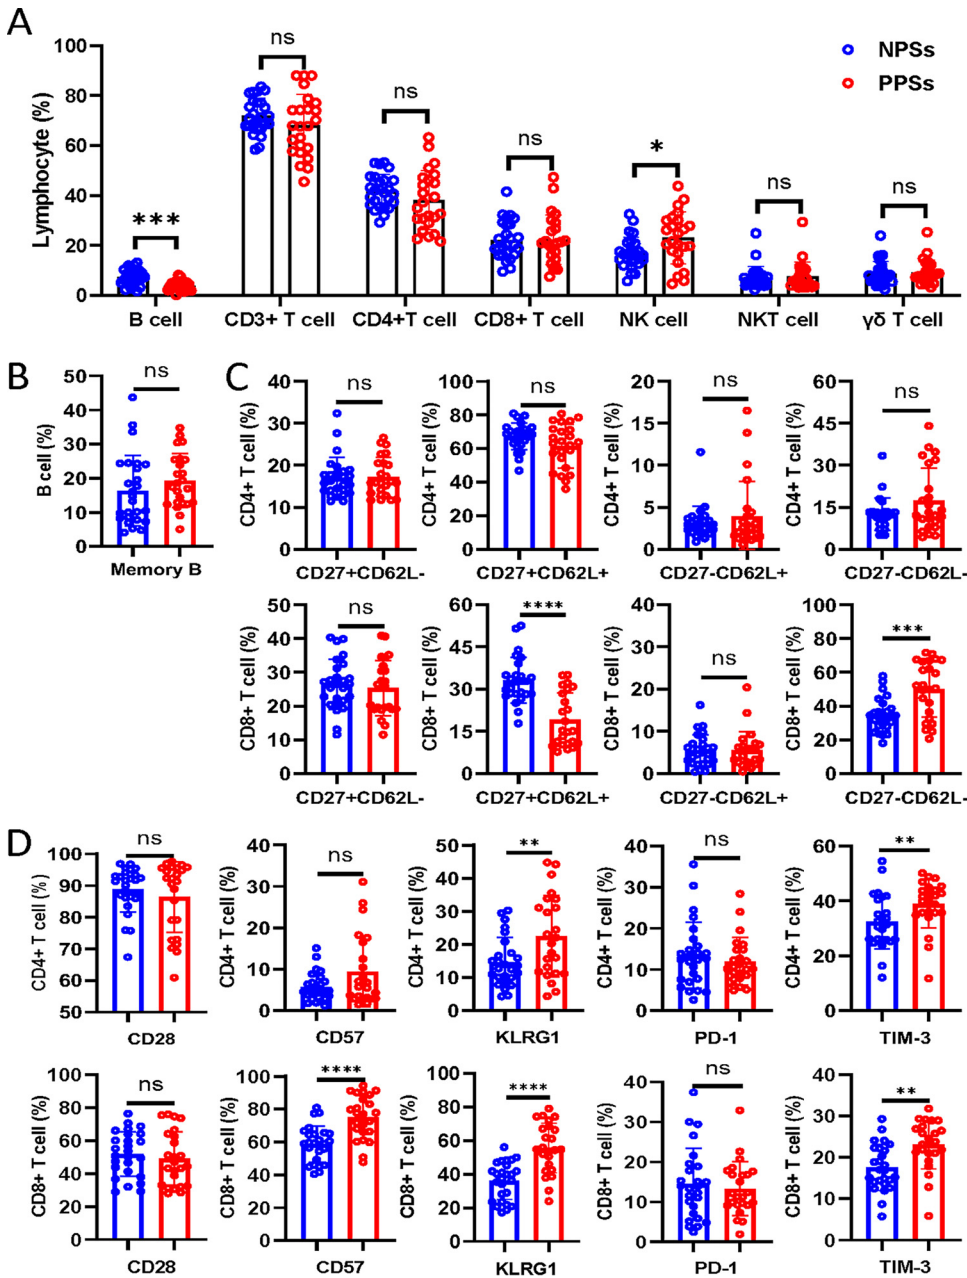 A
ns
ns
ns
ns
ns
*
***
NPSs
PPSs
Lymphocyte (%)
100
80
60
40
20
0
B cell
CD3+ T cell
CD4+T cell
CD8+ T cell
NK cell
NKT cell
γδ T cell
B
ns
B cell (%)
50
40
30
20
10
0
Memory B
C
ns
CD4+ T cell (%)
40
30
20
10
0
CD27+CD62L-
ns
CD4+ T cell (%)
100
80
60
40
20
0
CD27+CD62L+
ns
CD4+ T cell (%)
20
15
10
5
0
CD27-CD62L+
ns
CD4+ T cell (%)
60
45
30
15
0
CD27-CD62L-
ns
CD8+ T cell (%)
50
40
30
20
10
0
CD27+CD62L-
****
CD8+ T cell (%)
60
45
30
15
0
CD27+CD62L+
ns
CD8+ T cell (%)
40
30
20
10
0
CD27-CD62L+
***
CD8+ T cell (%)
100
80
60
40
20
0
CD27-CD62L-
D
ns
CD4+ T cell (%)
100
90
80
70
60
50
CD28
ns
CD4+ T cell (%)
40
30
20
10
0
CD57
**
CD4+ T cell (%)
50
40
30
20
10
0
KLRG1
ns
CD4+ T cell (%)
40
30
20
10
0
PD-1
**
CD4+ T cell (%)
60
40
20
0
TIM-3
ns
CD8+ T cell (%)
100
80
60
40
20
0
CD28
****
CD8+ T cell (%)
100
80
60
40
20
0
CD57
****
CD8+ T cell (%)
100
80
60
40
20
0
KLRG1
ns
CD8+ T cell (%)
40
30
20
10
0
PD-1
**
CD8+ T cell (%)
40
30
20
10
0
TIM-3